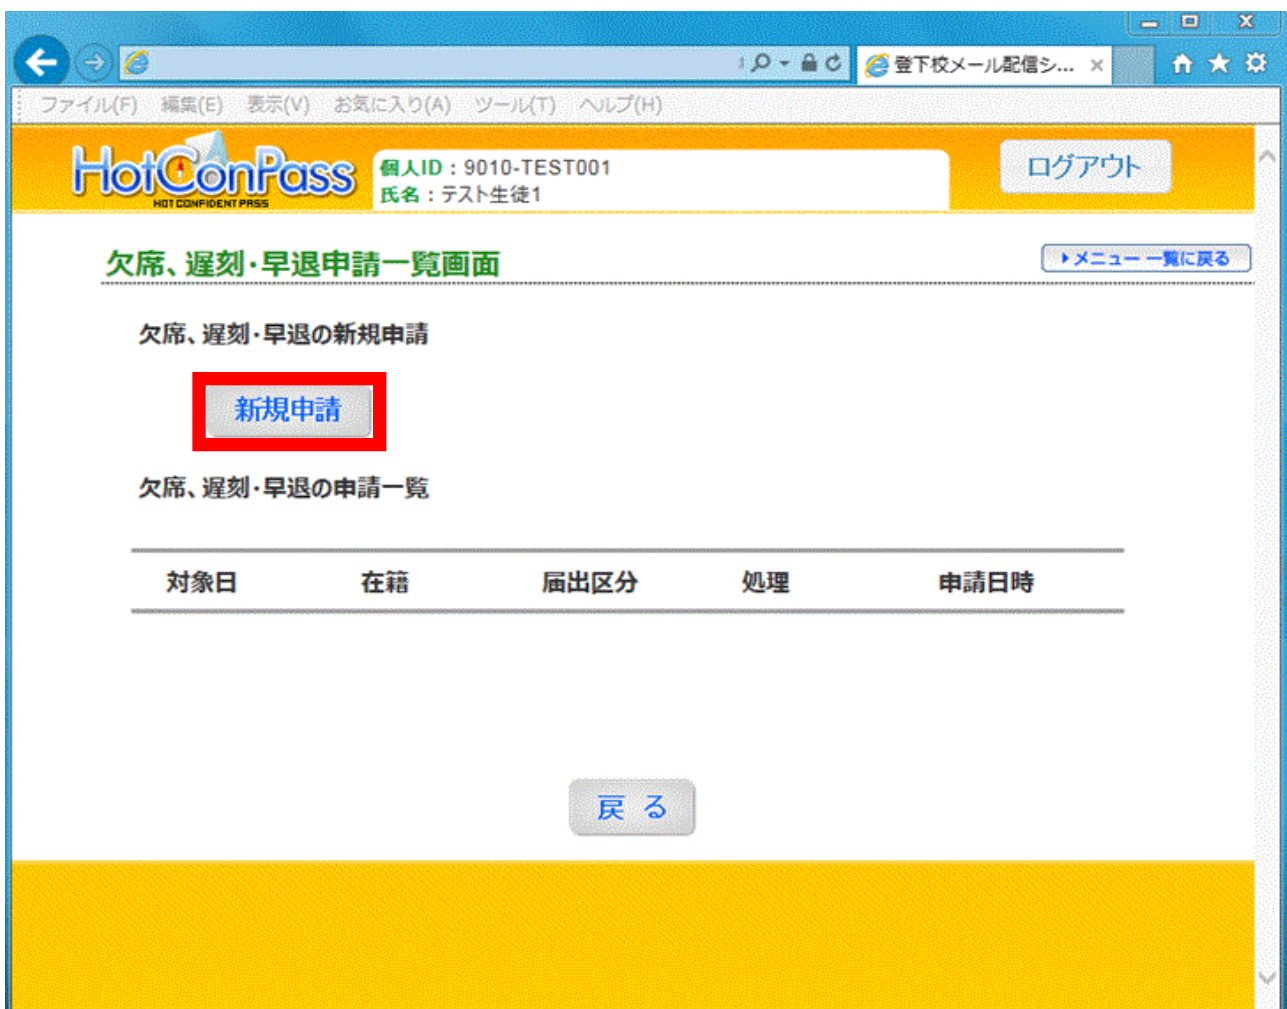 登下校メール配信シ...
ファイル(F) 編集(E) 表示(V) お気に入り(A) ツール(T) ヘルプ(H)
HotConPass
HOT CONFIDENT PASS
個人ID：9010-TEST001
氏名：テスト生徒1
ログアウト
欠席、遅刻・早退申請一覧画面
メニュー 一覧に戻る
欠席、遅刻・早退の新規申請
新規申請
欠席、遅刻・早退の申請一覧
対象日 在籍 届出区分 処理 申請日時
戻る